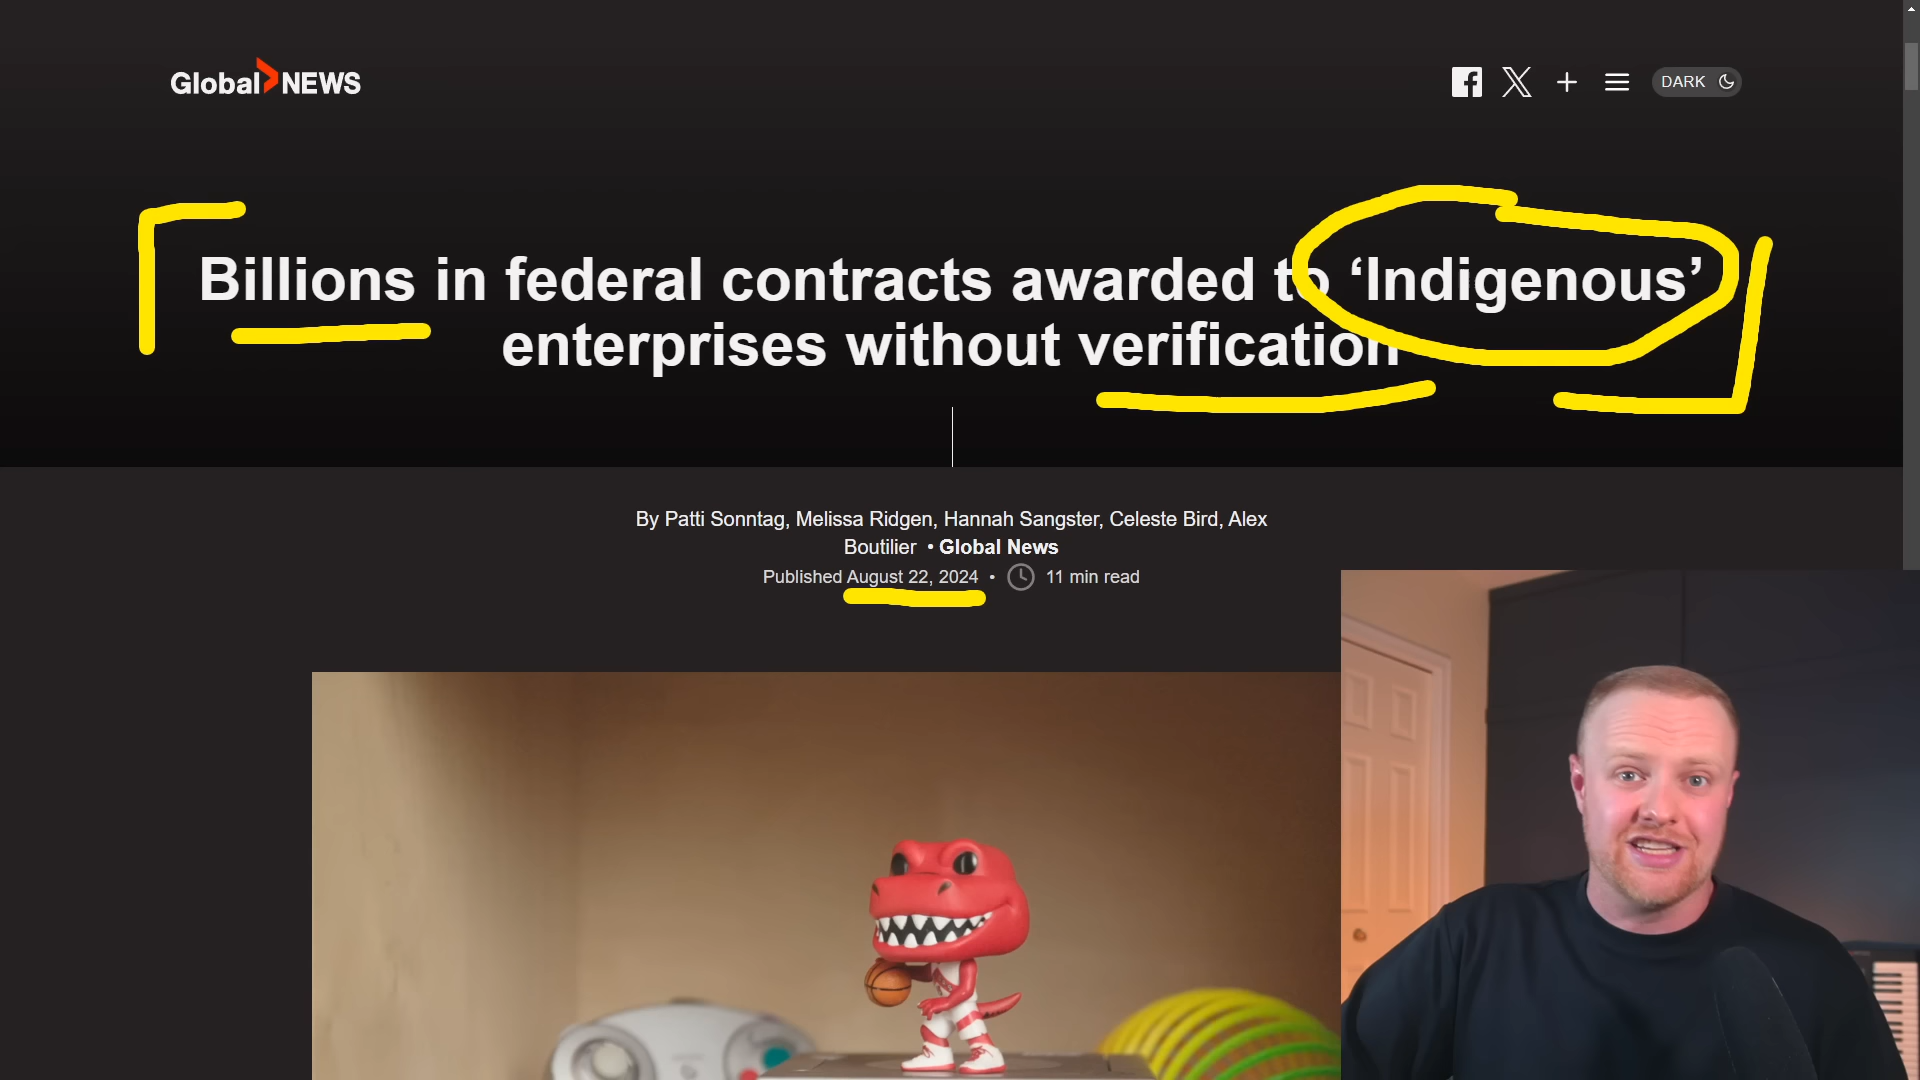 Global NEWS
DARK
Billions in federal contracts awarded to ‘Indigenous’
enterprises without verification
By Patti Sonntag, Melissa Ridgen, Hannah Sangster, Celeste Bird, Alex
Boutilier • Global News
Published August 22, 2024 • 11 min read